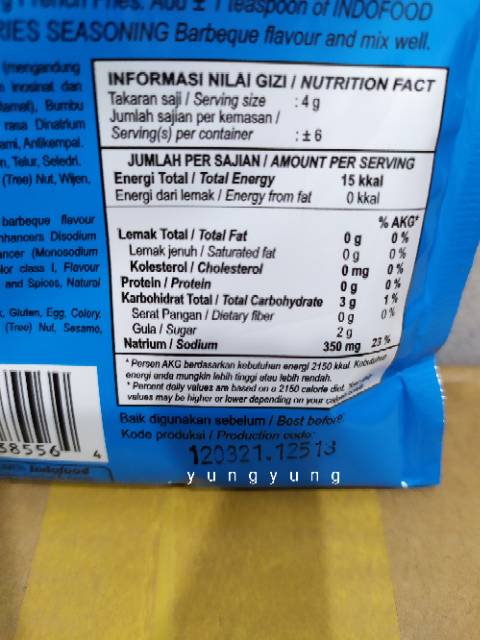 French Fries. Add ± 1 teaspoon of INDOFOOD
RIES SEASONING Barbeque flavour and mix well.
(mengandung
inosinat dan
Bumbu
rasa Dinatrium
Antikempal.
Telur, Seledri.
(Tree) Nut, Wijen,
barbeque flavour
nhancers Disodium
ancer (Monosodium
lor class I, Flavour
and Spices, Natural
Gluten, Egg, Celery.
(Tree) Nut, Sesame,
INFORMASI NILAI GIZI / NUTRITION FACT
Takaran saji / Serving size : 4 g
Jumlah sajian per kemasan /
Serving(s) per container : ± 6
JUMLAH PER SAJIAN / AMOUNT PER SERVING
Energi Total / Total Energy 15 kkal
Energi dari lemak / Energy from fat 0 kkal
% AKG*
Lemak Total / Total Fat 0 g 0 %
Lemak jenuh / Saturated fat 0 g 0 %
Kolesterol / Cholesterol 0 mg 0 %
Protein / Protein 0 g 0 %
Karbohidrat Total / Total Carbohydrate 3 g 1 %
Serat Pangan / Dietary fiber 0 g 0 %
Gula / Sugar 2 g
Natrium / Sodium 350 mg 23 %
* Persen AKG berdasarkan kebutuhan energi 2150 kkal. Kebutuhan
energi anda mungkin lebih tinggi atau lebih rendah.
* Percent daily values are based on a 2150 calorie diet.
values may be higher or lower depending on your calorie
Baik digunakan sebelum / Best before
Kode produksi / Production code:
120321.12513
38556 4
Indofood
yungyung